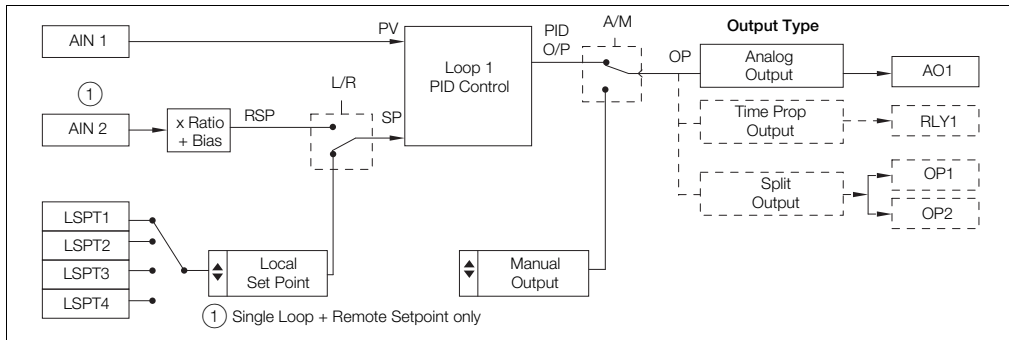 A/M
Output Type
AIN 1
PV
PID
O/P
OP
Analog
Output
AO1
Loop 1
PID Control
1
L/R
AIN 2
x Ratio
+ Bias
RSP
SP
Time Prop
Output
RLY1
Split
Output
OP1
OP2
LSPT1
LSPT2
LSPT3
LSPT4
Local
Set Point
Manual
Output
1 Single Loop + Remote Setpoint only